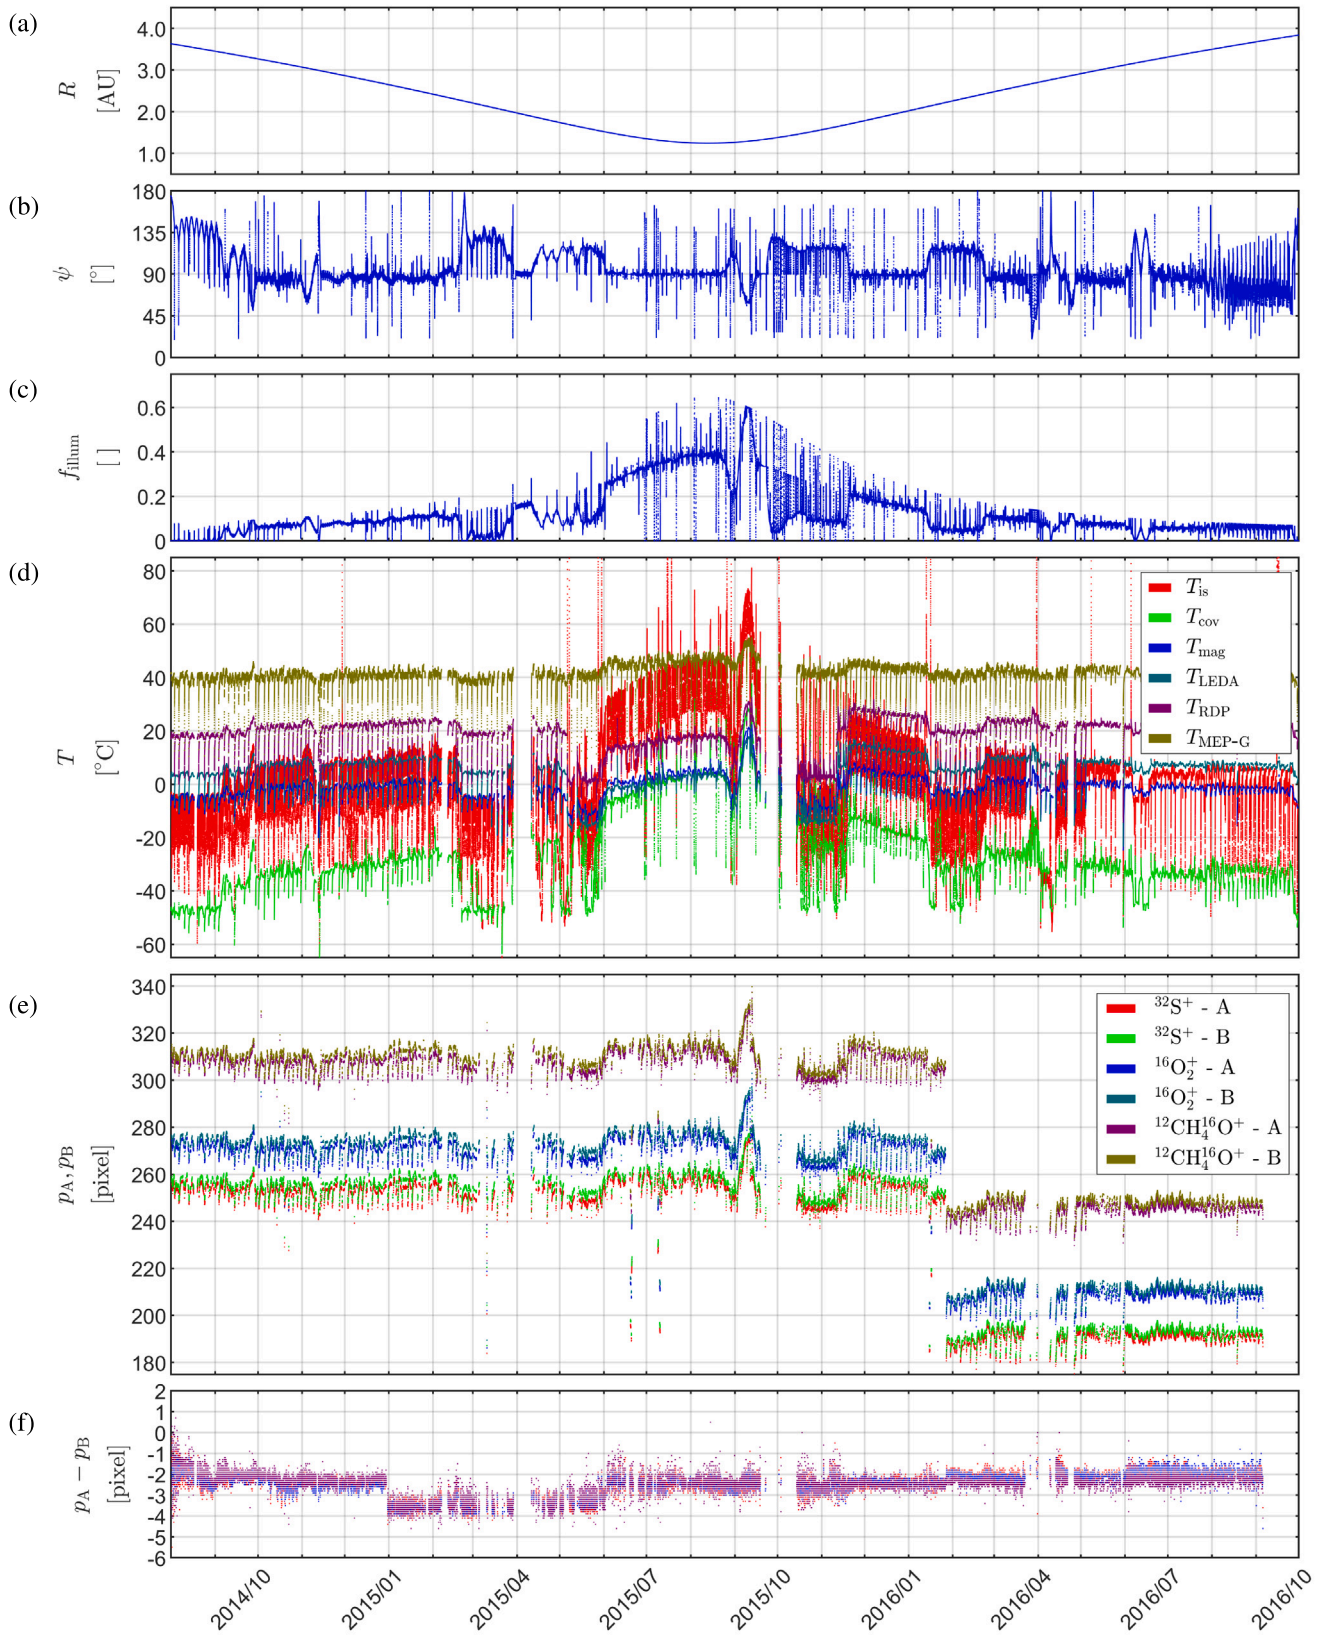 (a)
4.0
3.0
2.0
1.0
R
[AU]
(b)
180
135
90
45
0
ψ
[°]
(c)
0.6
0.4
0.2
0
f_illum
[ ]
(d)
80
60
40
20
0
-20
-40
-60
T
[°C]
T_is
T_cov
T_mag
T_LEDA
T_RDP
T_MEP-G
(e)
340
320
300
280
260
240
220
200
180
p_A, p_B
[pixel]
³²S⁺ - A
³²S⁺ - B
¹⁶O₂⁺ - A
¹⁶O₂⁺ - B
¹²CH₄¹⁶O⁺ - A
¹²CH₄¹⁶O⁺ - B
(f)
2
1
0
-1
-2
-3
-4
-5
-6
p_A − p_B
[pixel]
2014/10
2015/01
2015/04
2015/07
2015/10
2016/01
2016/04
2016/07
2016/10